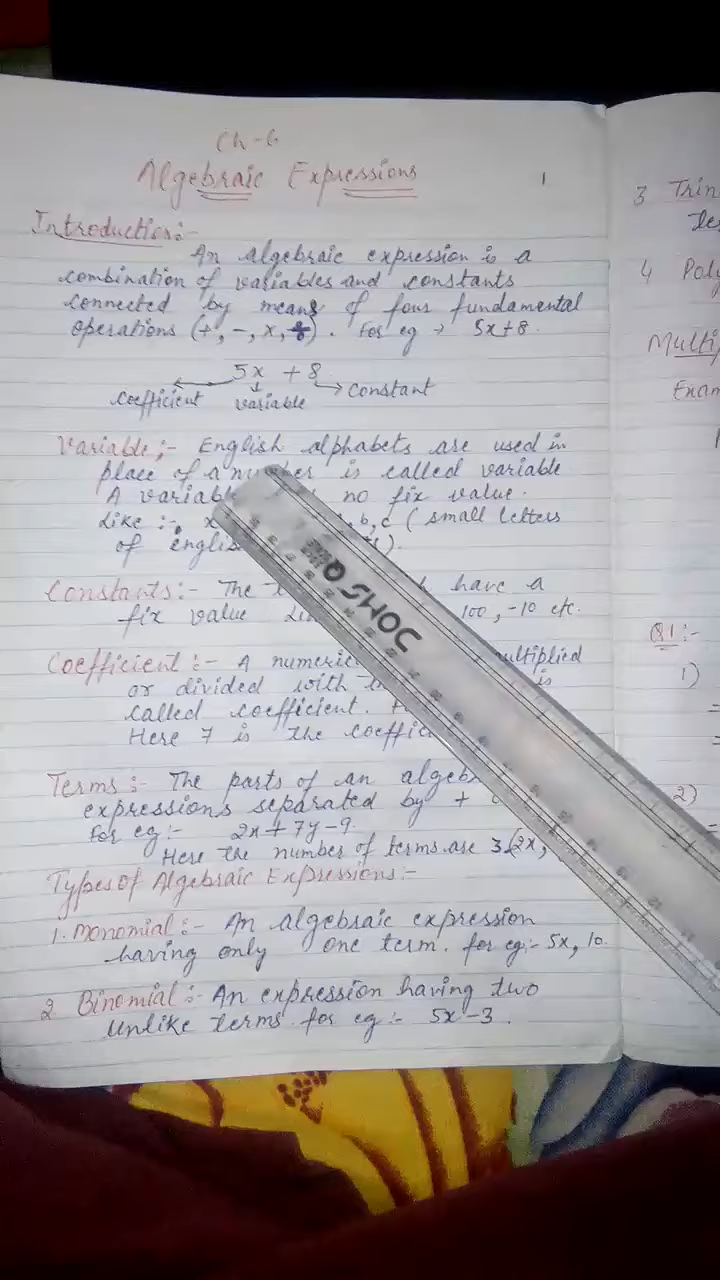 Ch-6
Algebraic Expressions
1
Introduction:-
An algebraic expression is a
combination of variables and constants
connected by means of four fundamental
operations (+, -, x, ÷). For eg → 5x+8.
5x + 8
coefficient variable constant
Variable;- English alphabets are used in
place of a number is called variable
A variab no fix value.
Like :- x b, c (small letters
of englis
Constants:- The have a
fix value 100, -10 etc.
Coefficient :- A numeric multiplied
or divided with is
called coefficient.
Here 7 is the coeffic
Terms :- The parts of an algeb
expressions separated by +
for eg:- 2x+7y-9.
Here the number of terms are 3(2x,
Types of Algebraic Expressions:-
1. Monomial :- An algebraic expression
having only one term. for eg:- 5x, 10.
2 Binomial :- An expression having two
unlike terms for eg:- 5x-3.
DOMS
3 Trin
4 Poly
Multip
Exam
Q1:-
1)
=
=
2)
=